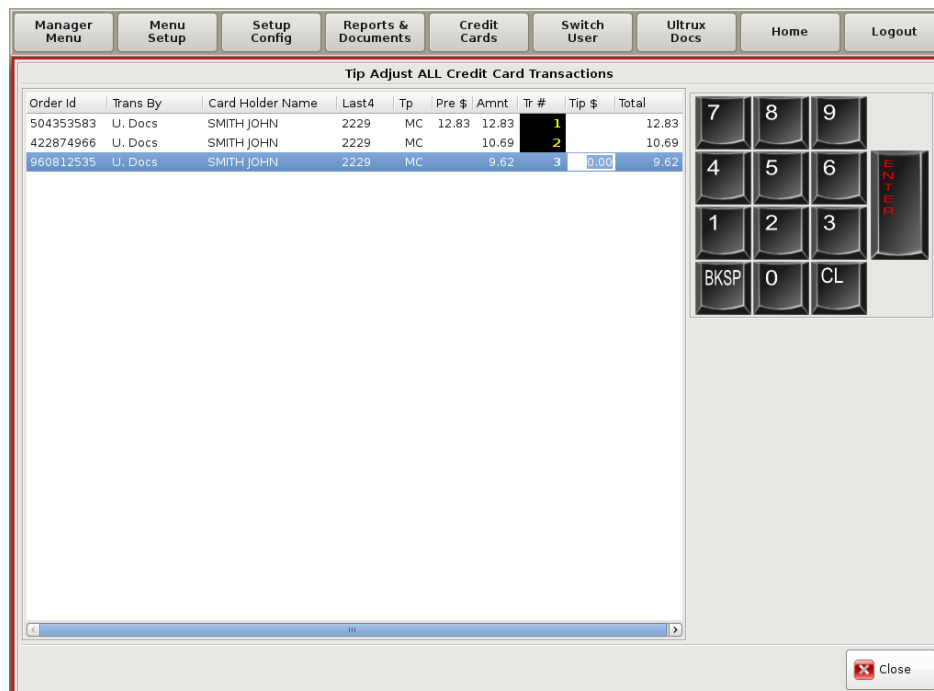 Manager Menu Menu Setup Setup Config Reports & Documents Credit Cards Switch User Ultrux Docs Home Logout
Tip Adjust ALL Credit Card Transactions
Order Id Trans By Card Holder Name Last4 Tp Pre $ Amnt Tr # Tip $ Total
504353583 U. Docs SMITH JOHN 2229 MC 12.83 12.83 1 12.83
422874966 U. Docs SMITH JOHN 2229 MC 10.69 2 10.69
960812535 U. Docs SMITH JOHN 2229 MC 9.62 3 0.00 9.62
7 8 9
4 5 6 ENTER
1 2 3
BKSP 0 CL
Close